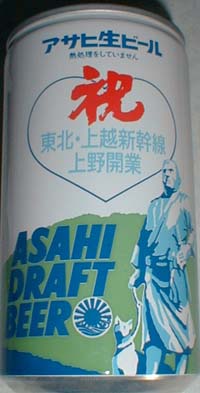 アサヒ生ビール
熱処理をしていません
祝
東北・上越新幹線
上野開業
ASAHI
DRAFT
BEER